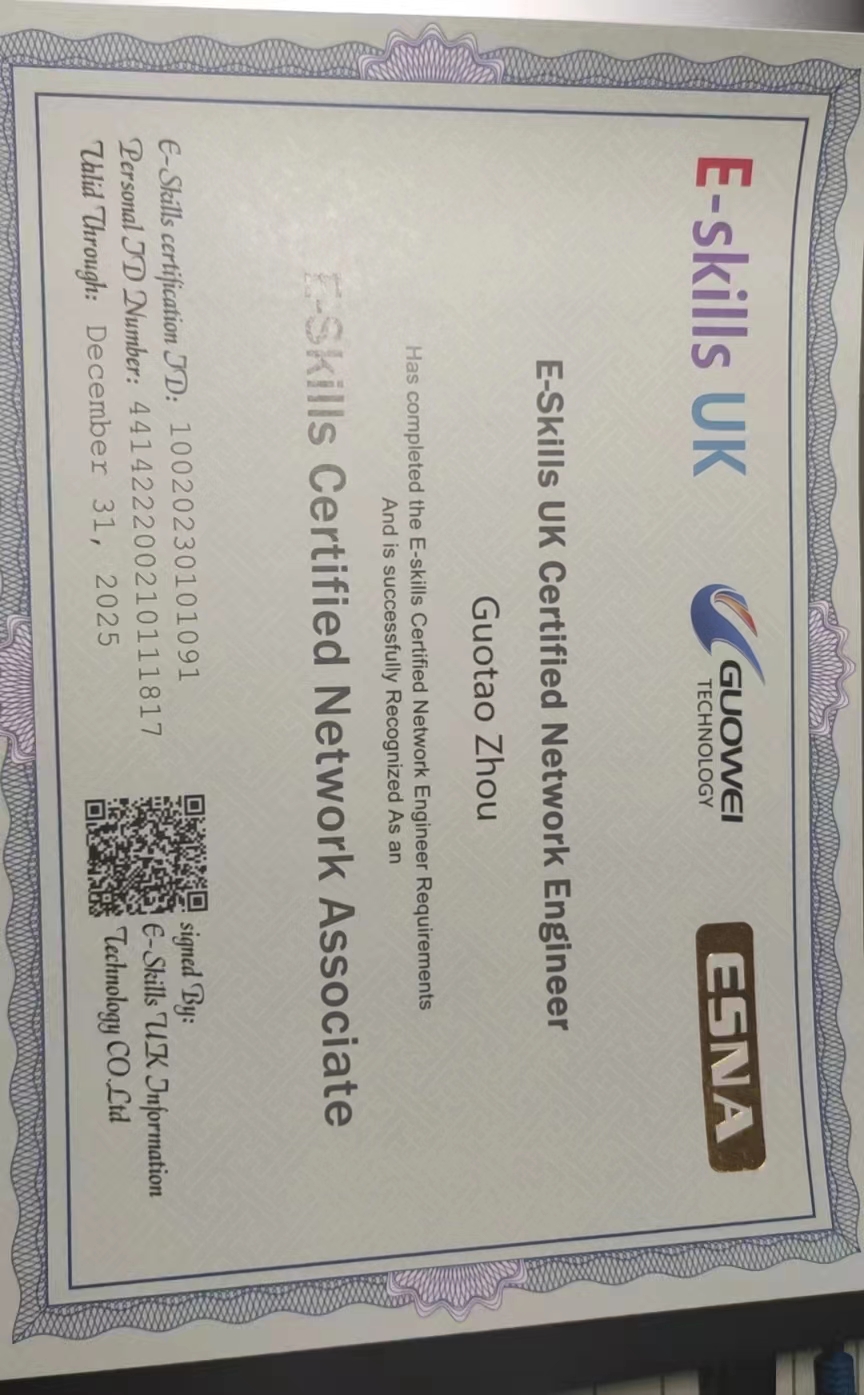 E-skills UK
GUOWEI
TECHNOLOGY
ESNA
E-Skills UK Certified Network Engineer
Guotao Zhou
Has completed the E-skills Certified Network Engineer Requirements
And is successfully Recognized As an
E-Skills Certified Network Associate
E-Skills certification ID: 10020230101091
Personal ID Number: 441422200210111817
Valid Through: December 31, 2025
signed By:
E-Skills UK Information
Technology CO.Ltd